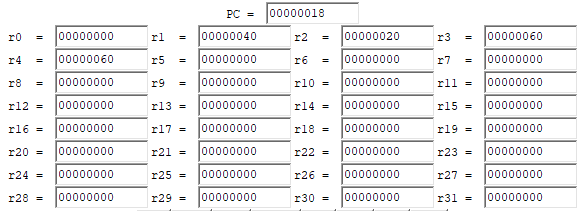 PC = 00000018
r0 = 00000000 r1 = 00000040 r2 = 00000020 r3 = 00000060
r4 = 00000060 r5 = 00000000 r6 = 00000000 r7 = 00000000
r8 = 00000000 r9 = 00000000 r10 = 00000000 r11 = 00000000
r12 = 00000000 r13 = 00000000 r14 = 00000000 r15 = 00000000
r16 = 00000000 r17 = 00000000 r18 = 00000000 r19 = 00000000
r20 = 00000000 r21 = 00000000 r22 = 00000000 r23 = 00000000
r24 = 00000000 r25 = 00000000 r26 = 00000000 r27 = 00000000
r28 = 00000000 r29 = 00000000 r30 = 00000000 r31 = 00000000